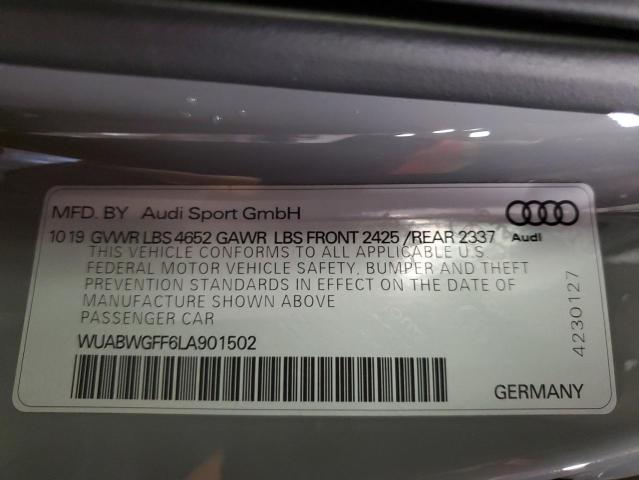 MFD. BY Audi Sport GmbH
10 19 GVWR LBS 4652 GAWR LBS FRONT 2425 /REAR 2337
Audi
THIS VEHICLE CONFORMS TO ALL APPLICABLE U.S
FEDERAL MOTOR VEHICLE SAFETY, BUMPER AND THEFT
PREVENTION STANDARDS IN EFFECT ON THE DATE OF
MANUFACTURE SHOWN ABOVE
PASSENGER CAR
WUABWGFF6LA901502
4230127
GERMANY